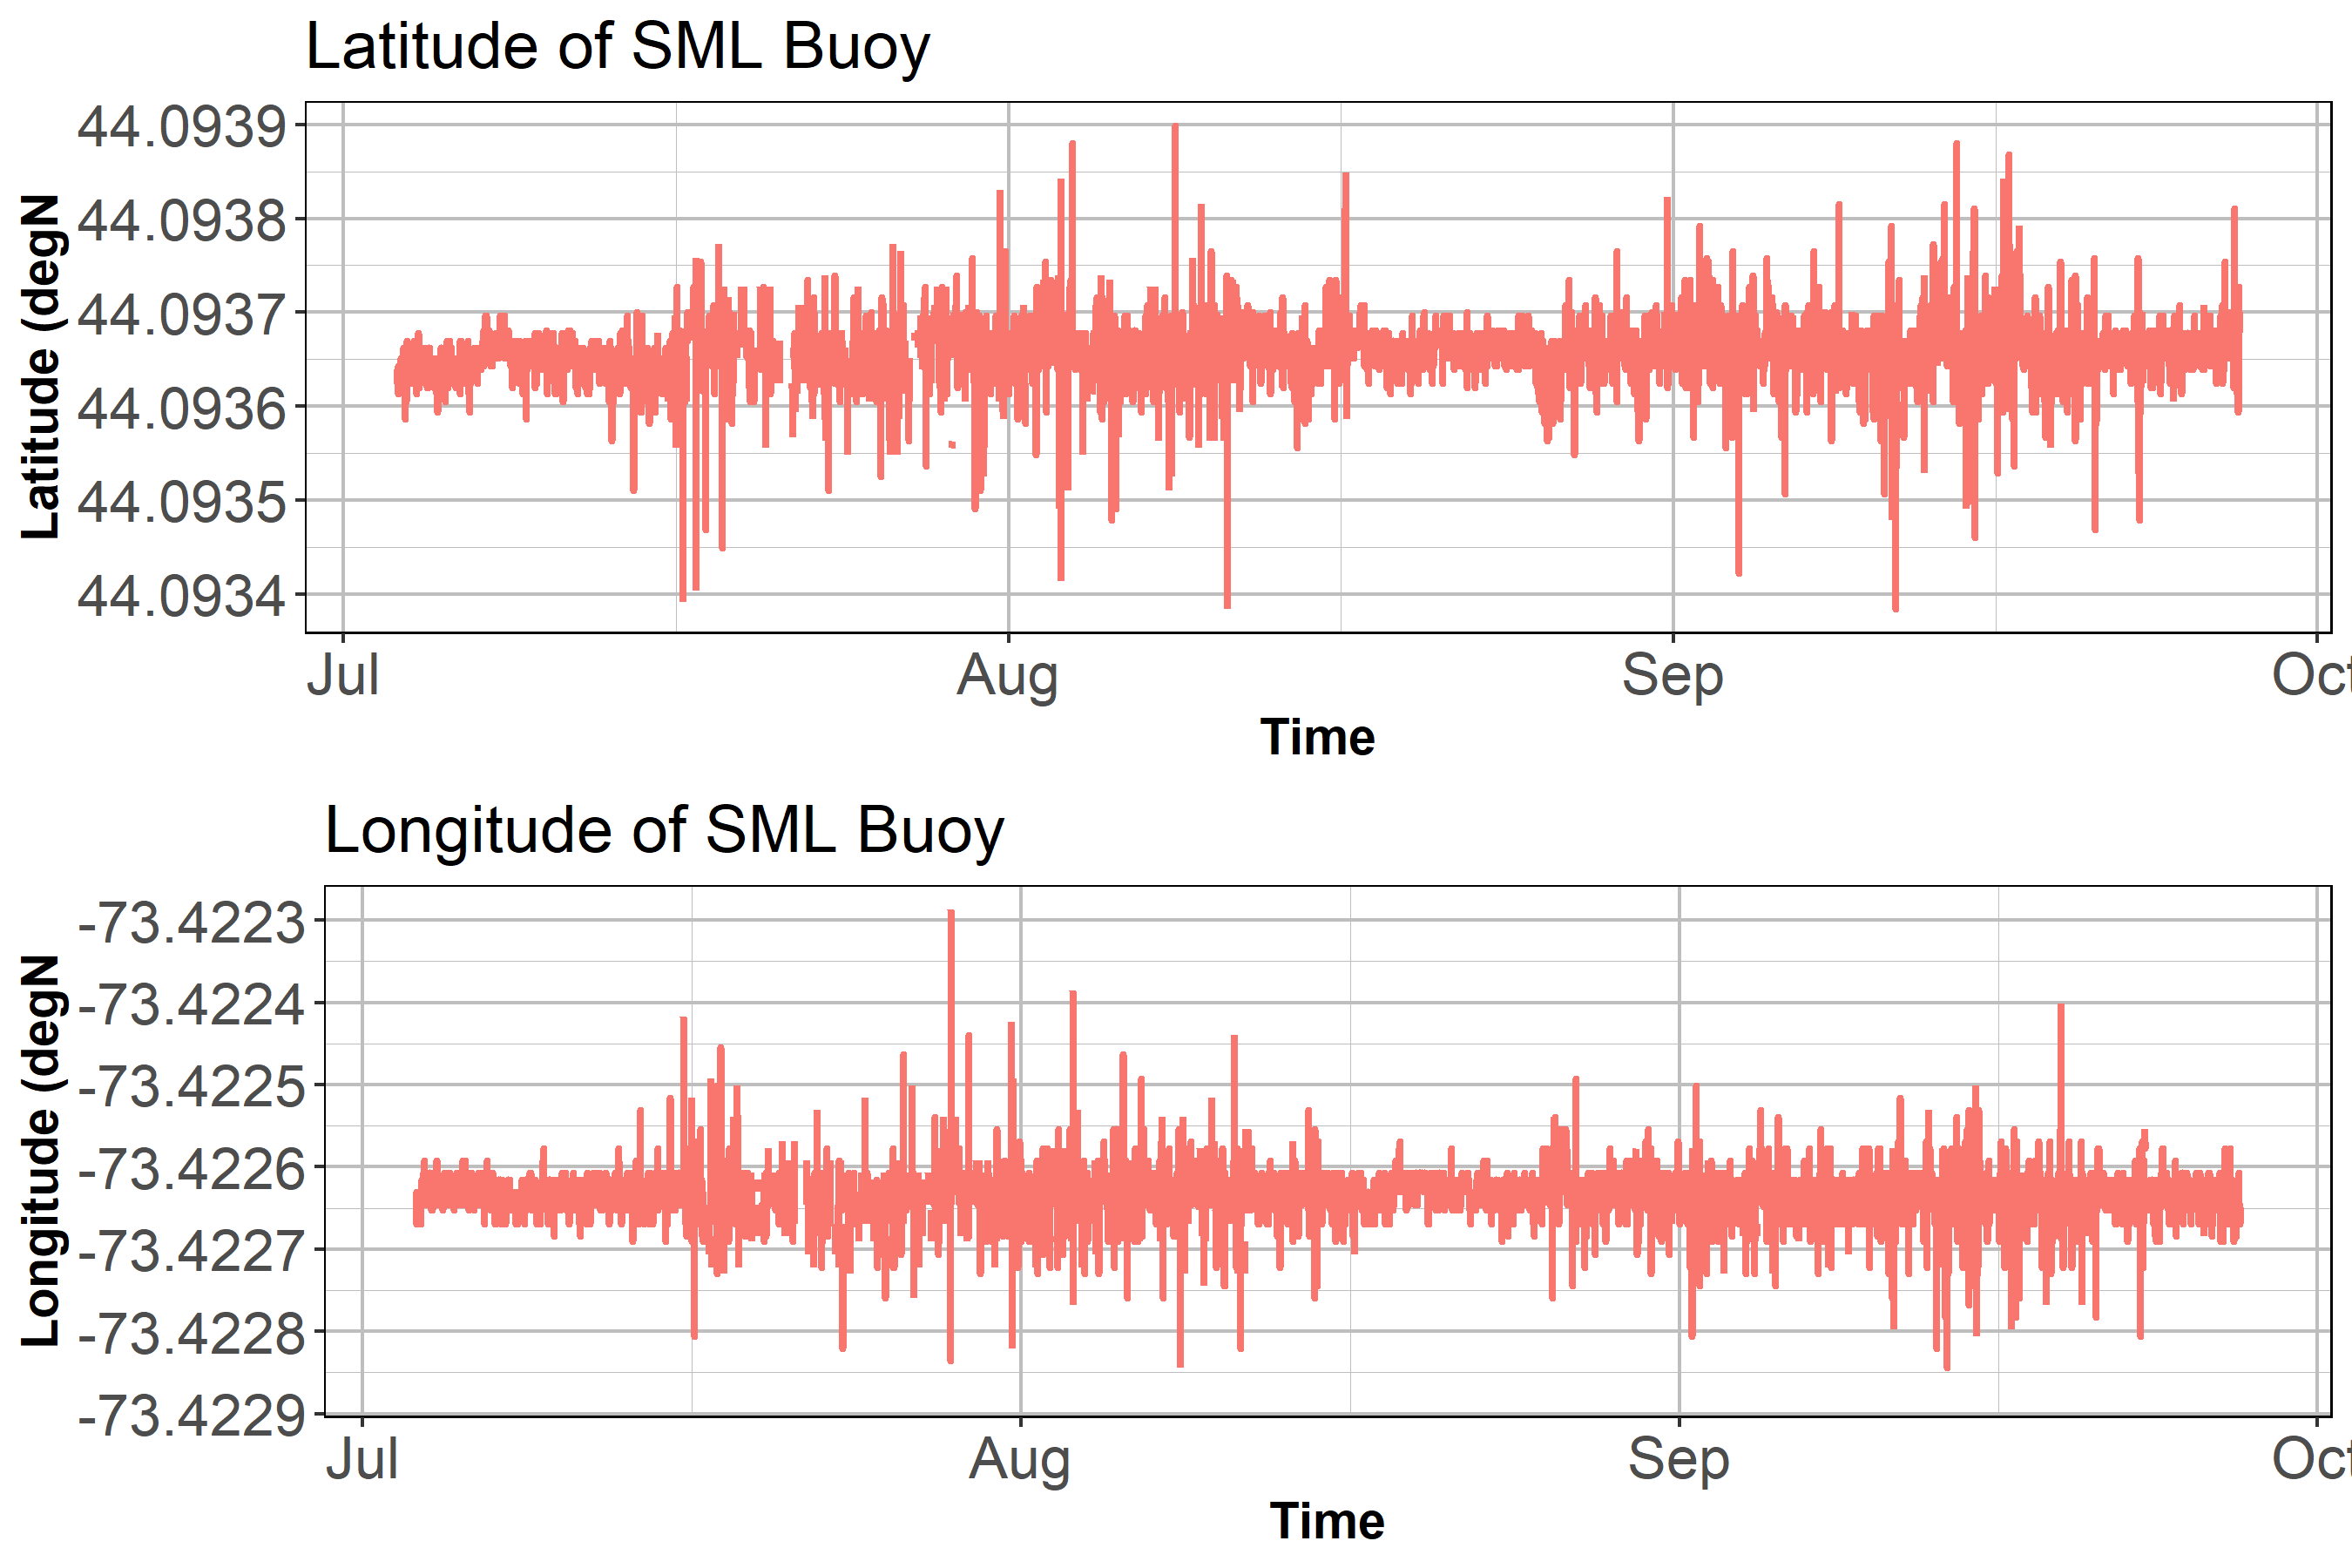 Latitude of SML Buoy
44.0939
44.0938
44.0937
44.0936
44.0935
44.0934
Latitude (degN
Jul Aug Sep Oct
Time
Longitude of SML Buoy
-73.4223
-73.4224
-73.4225
-73.4226
-73.4227
-73.4228
-73.4229
Longitude (degN
Jul Aug Sep Oct
Time